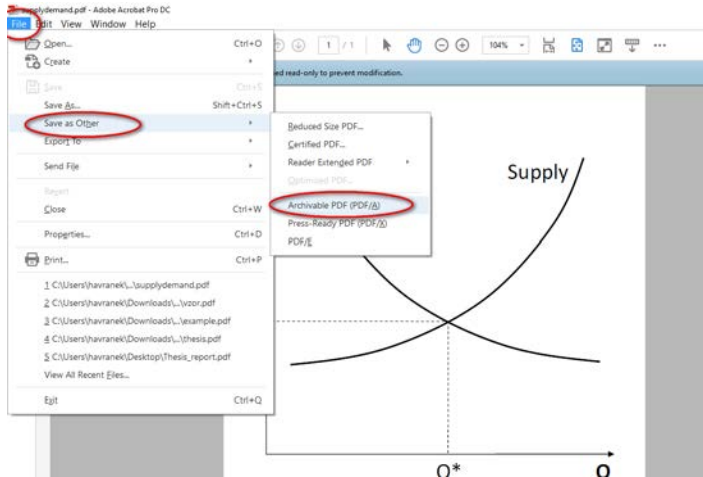 supplydemand.pdf - Adobe Acrobat Pro DC
File Edit View Window Help
1 / 1
104%
ed read-only to prevent modification.
Open... Ctrl+O
Create
Save Ctrl+S
Save As... Shift+Ctrl+S
Save as Other
Export To
Send File
Revert
Close Ctrl+W
Properties... Ctrl+D
Print... Ctrl+P
1 C:\Users\havranek\...\supplydemand.pdf
2 C:\Users\havranek\Downloads\...\vzor.pdf
3 C:\Users\havranek\Downloads\...\example.pdf
4 C:\Users\havranek\Downloads\...\thesis.pdf
5 C:\Users\havranek\Desktop\Thesis_report.pdf
View All Recent Files...
Exit Ctrl+Q
Reduced Size PDF...
Certified PDF...
Reader Extended PDF
Optimized PDF...
Archivable PDF (PDF/A)
Press-Ready PDF (PDF/X)
PDF/E
Supply
Q*
Q